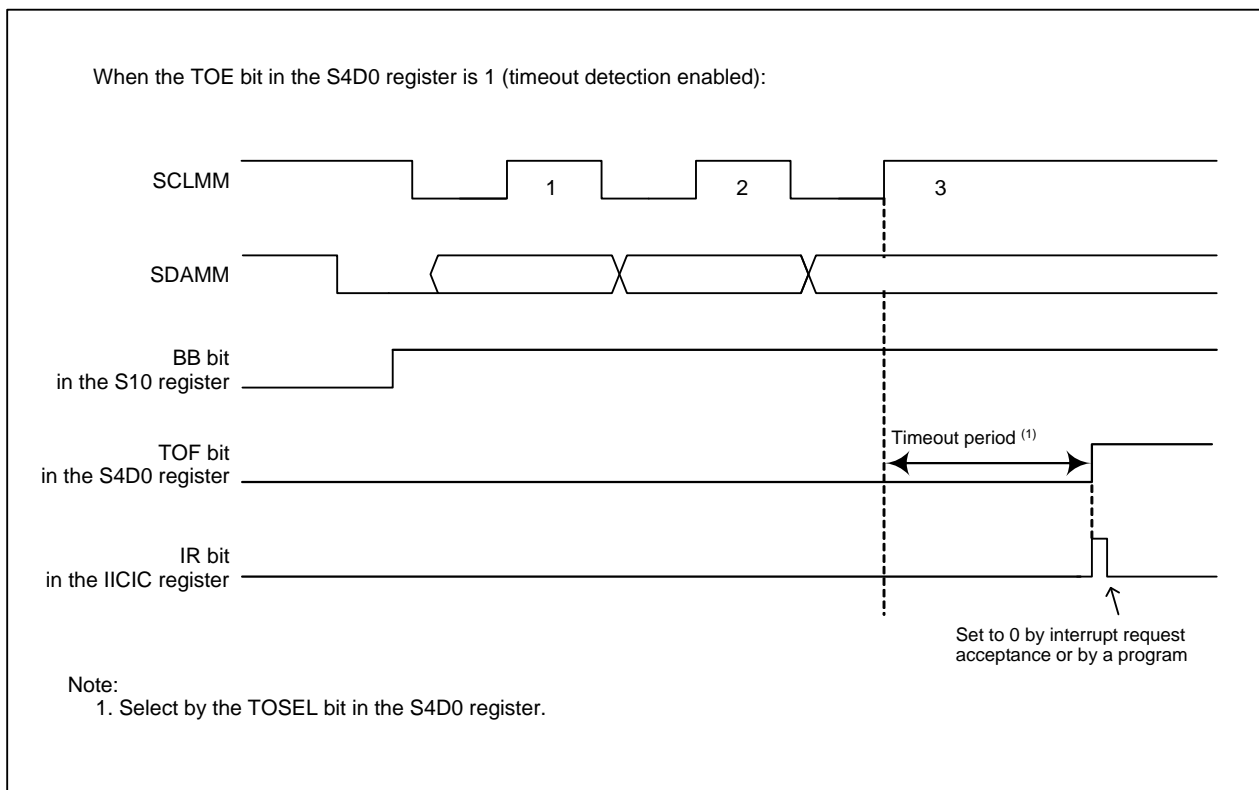 When the TOE bit in the S4D0 register is 1 (timeout detection enabled):
SCLMM
1
2
3
SDAMM
BB bit
in the S10 register
TOF bit
in the S4D0 register
Timeout period (1)
IR bit
in the IICIC register
Set to 0 by interrupt request
acceptance or by a program
Note:
1. Select by the TOSEL bit in the S4D0 register.